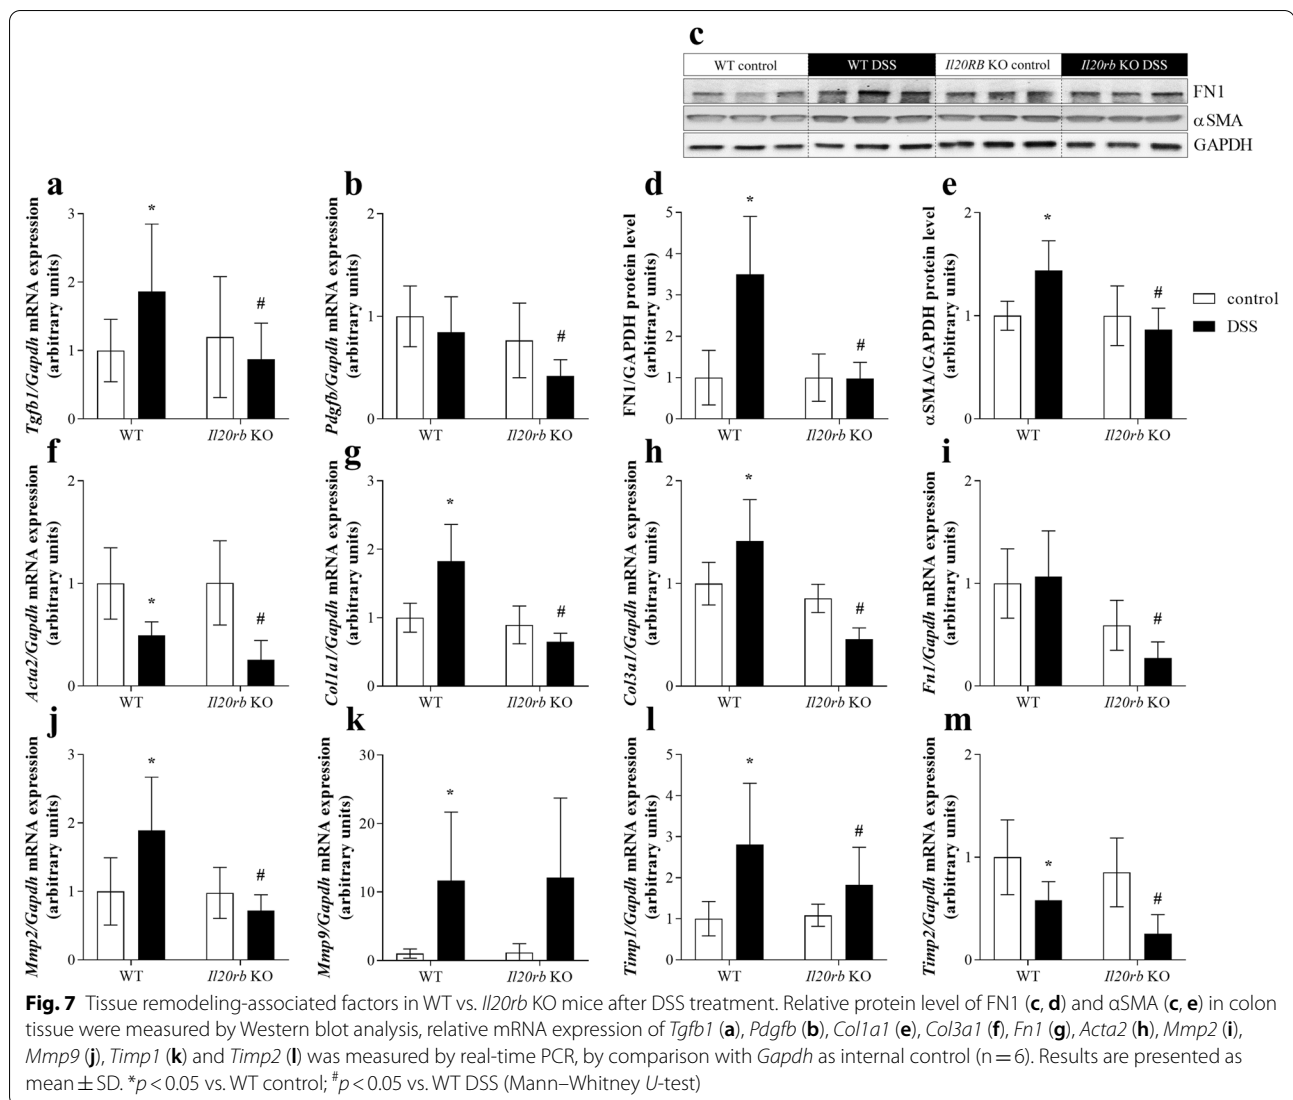 c
WT control WT DSS Il20RB KO control Il20rb KO DSS
FN1
αSMA
GAPDH
a
Tgfb1/Gapdh mRNA expression
(arbitrary units)
3
2
1
0
*
#
WT Il20rb KO
b
Pdgfb/Gapdh mRNA expression
(arbitrary units)
2
1
0
#
WT Il20rb KO
d
FN1/GAPDH protein level
(arbitrary units)
5
4
3
2
1
0
*
#
WT Il20rb KO
e
αSMA/GAPDH protein level
(arbitrary units)
2
1
0
*
#
WT Il20rb KO
control
DSS
f
Acta2/Gapdh mRNA expression
(arbitrary units)
2
1
0
*
#
WT Il20rb KO
g
Col1a1/Gapdh mRNA expression
(arbitrary units)
3
2
1
0
*
#
WT Il20rb KO
h
Col3a1/Gapdh mRNA expression
(arbitrary units)
2
1
0
*
#
WT Il20rb KO
i
Fn1/Gapdh mRNA expression
(arbitrary units)
2
1
0
#
WT Il20rb KO
j
Mmp2/Gapdh mRNA expression
(arbitrary units)
3
2
1
0
*
#
WT Il20rb KO
k
Mmp9/Gapdh mRNA expression
(arbitrary units)
30
20
10
0
*
WT Il20rb KO
l
Timp1/Gapdh mRNA expression
(arbitrary units)
5
4
3
2
1
0
*
#
WT Il20rb KO
m
Timp2/Gapdh mRNA expression
(arbitrary units)
2
1
0
*
#
WT Il20rb KO
Fig. 7 Tissue remodeling-associated factors in WT vs. Il20rb KO mice after DSS treatment. Relative protein level of FN1 (c, d) and αSMA (c, e) in colon
tissue were measured by Western blot analysis, relative mRNA expression of Tgfb1 (a), Pdgfb (b), Col1a1 (e), Col3a1 (f), Fn1 (g), Acta2 (h), Mmp2 (i),
Mmp9 (j), Timp1 (k) and Timp2 (l) was measured by real-time PCR, by comparison with Gapdh as internal control (n = 6). Results are presented as
mean ± SD. *p < 0.05 vs. WT control; #p < 0.05 vs. WT DSS (Mann–Whitney U-test)